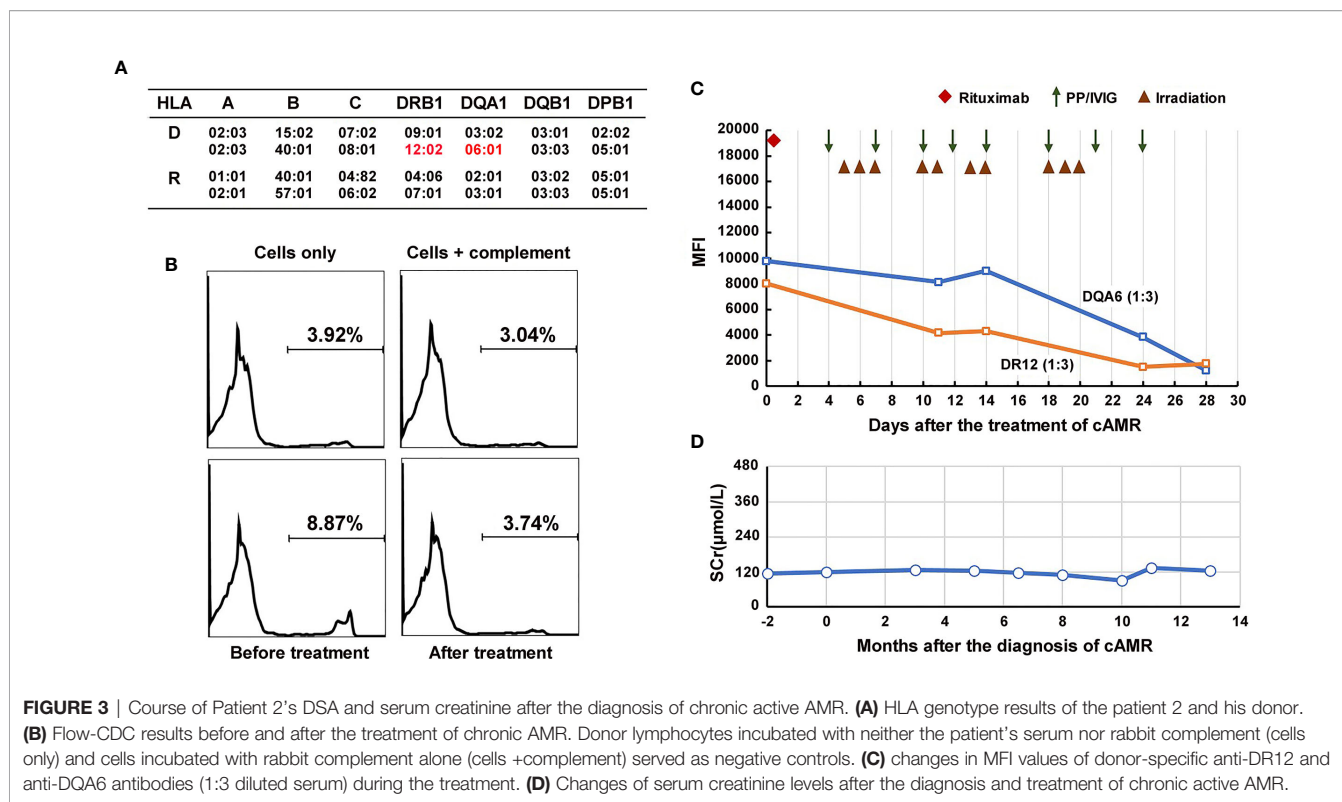 A
HLA A B C DRB1 DQA1 DQB1 DPB1
D 02:03 15:02 07:02 09:01 03:02 03:01 02:02
02:03 40:01 08:01 12:02 06:01 03:03 05:01
R 01:01 40:01 04:82 04:06 02:01 03:02 05:01
02:01 57:01 06:02 07:01 03:01 03:03 05:01
B
Cells only Cells + complement
3.92% 3.04%
8.87% 3.74%
Before treatment After treatment
C
Rituximab PP/IVIG Irradiation
20000
18000
16000
14000
12000
10000
8000
6000
4000
2000
0
MFI
DQA6 (1:3)
DR12 (1:3)
0 2 4 6 8 10 12 14 16 18 20 22 24 26 28 30
Days after the treatment of cAMR
D
480
360
240
120
0
SCr(μmol/L)
-2 0 2 4 6 8 10 12 14
Months after the diagnosis of cAMR
FIGURE 3 | Course of Patient 2's DSA and serum creatinine after the diagnosis of chronic active AMR. (A) HLA genotype results of the patient 2 and his donor.
(B) Flow-CDC results before and after the treatment of chronic AMR. Donor lymphocytes incubated with neither the patient's serum nor rabbit complement (cells
only) and cells incubated with rabbit complement alone (cells +complement) served as negative controls. (C) changes in MFI values of donor-specific anti-DR12 and
anti-DQA6 antibodies (1:3 diluted serum) during the treatment. (D) Changes of serum creatinine levels after the diagnosis and treatment of chronic active AMR.